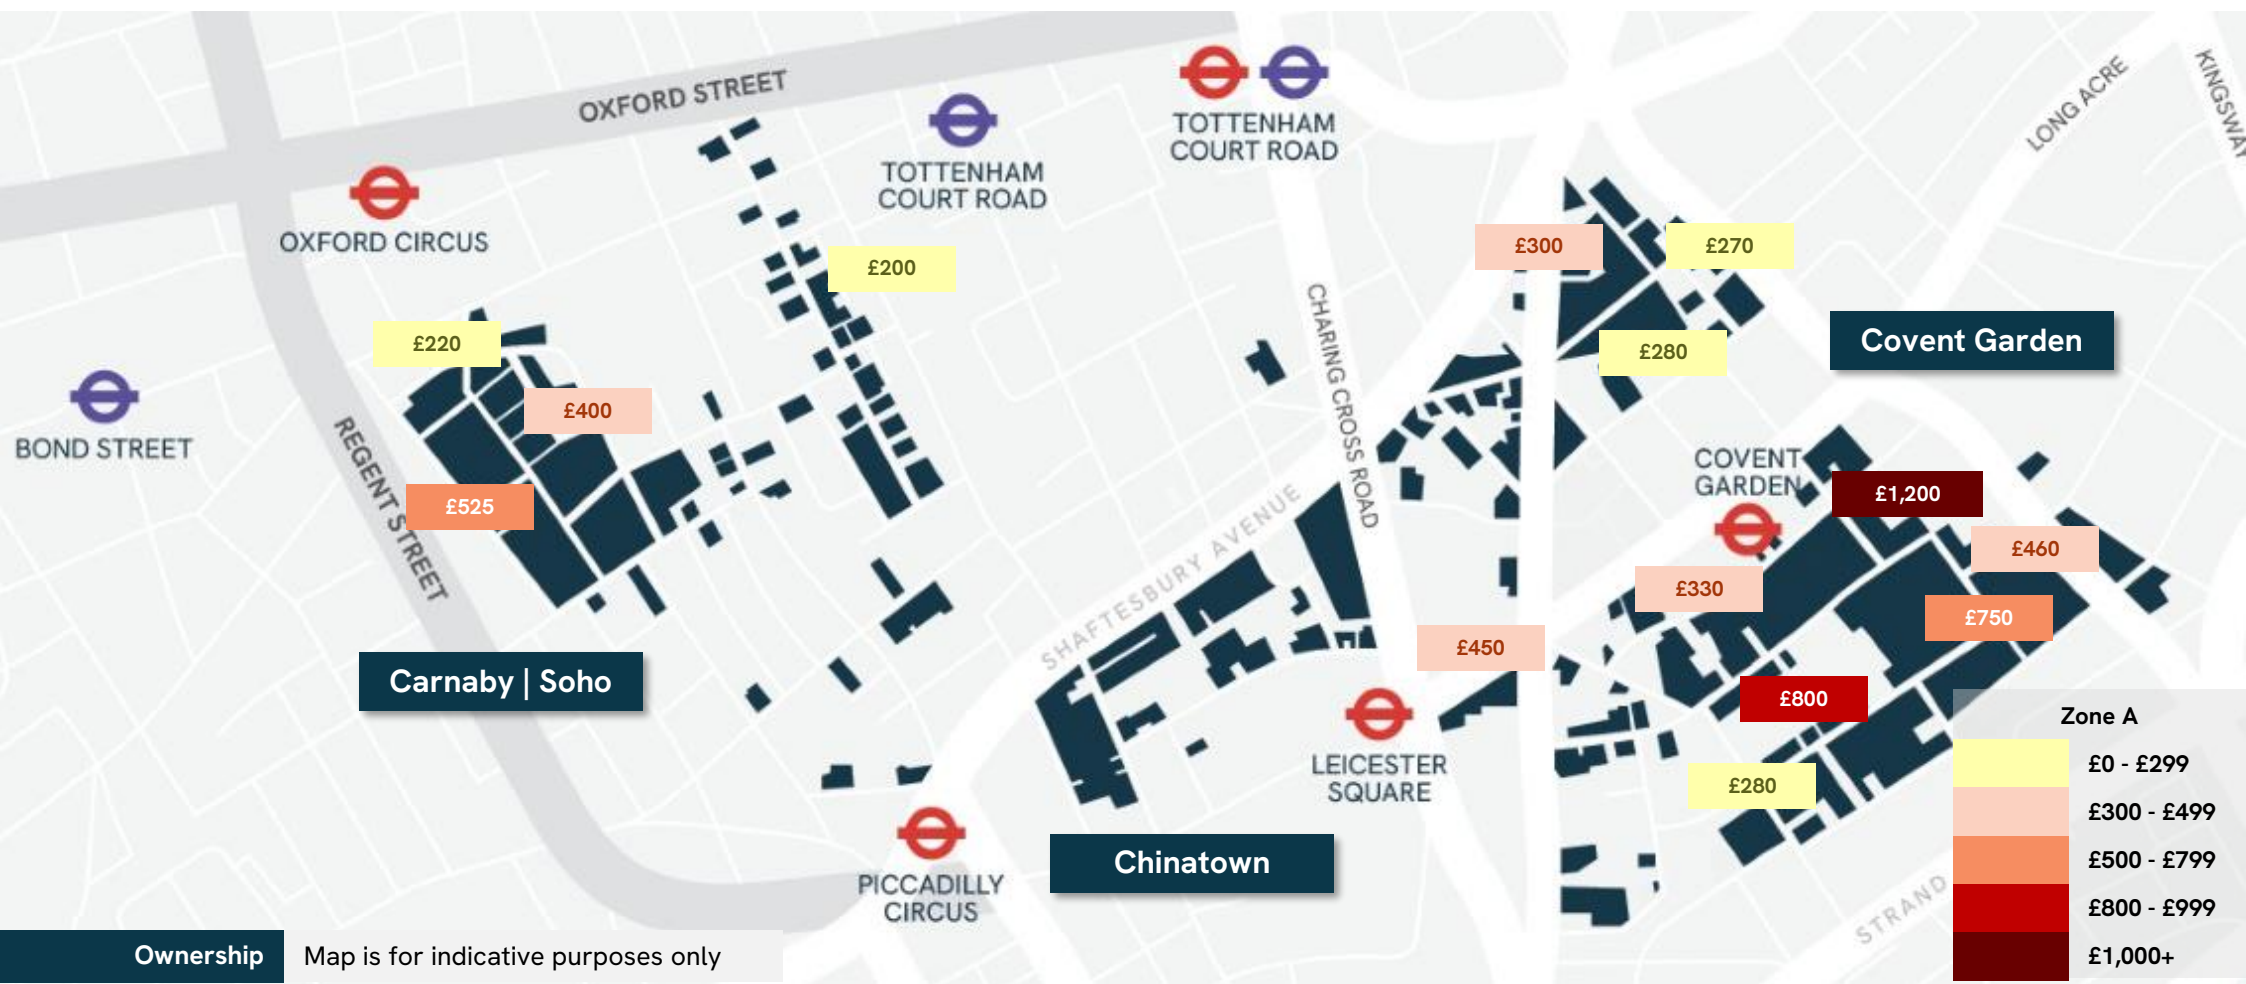 OXFORD STREET
TOTTENHAM
COURT ROAD
TOTTENHAM
COURT ROAD
LONG ACRE
KINGSWAY
OXFORD CIRCUS
£300
£270
£200
£220
£280
Covent Garden
CHARING CROSS ROAD
BOND STREET
£400
REGENT STREET
£525
COVENT
GARDEN
£1,200
£460
SHAFTESBURY AVENUE
£330
£750
£450
Carnaby | Soho
£800
LEICESTER
SQUARE
£280
Chinatown
PICCADILLY
CIRCUS
STRAND
Zone A
£0 - £299
£300 - £499
£500 - £799
£800 - £999
£1,000+
Ownership
Map is for indicative purposes only